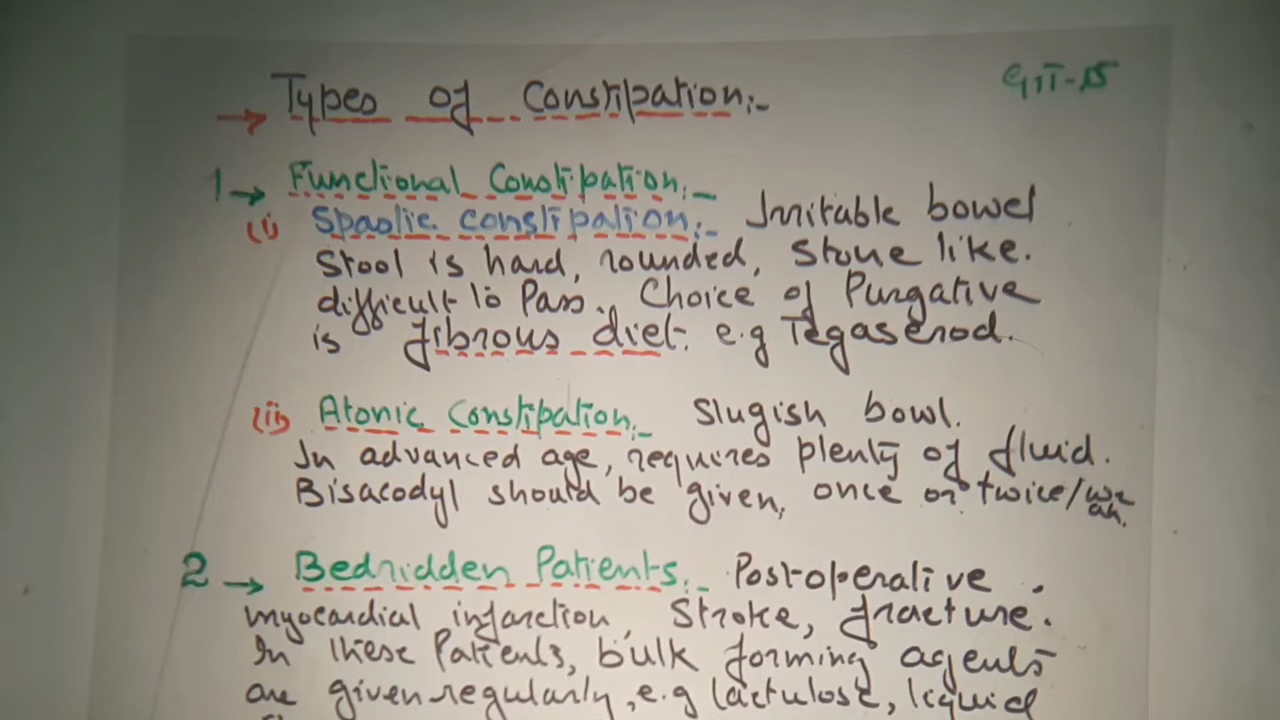 GIT-15
→ Types of Constipation:-
1→ Functional Constipation:-
(i) Spastic constipation:- Irritable bowel
Stool is hard, rounded, Stone like.
difficult to Pass. Choice of Purgative
is fibrous diet. e.g Tegaserod.
(ii) Atonic Constipation:- Slugish bowl.
In advanced age, requires plenty of fluid.
Bisacodyl should be given, once or twice/
2→ Bedridden Patients:- Post-operative.
myocardial infarction, Stroke, fracture.
In these Patients, bulk forming agents
are given regularly, e.g lactulose, liquid